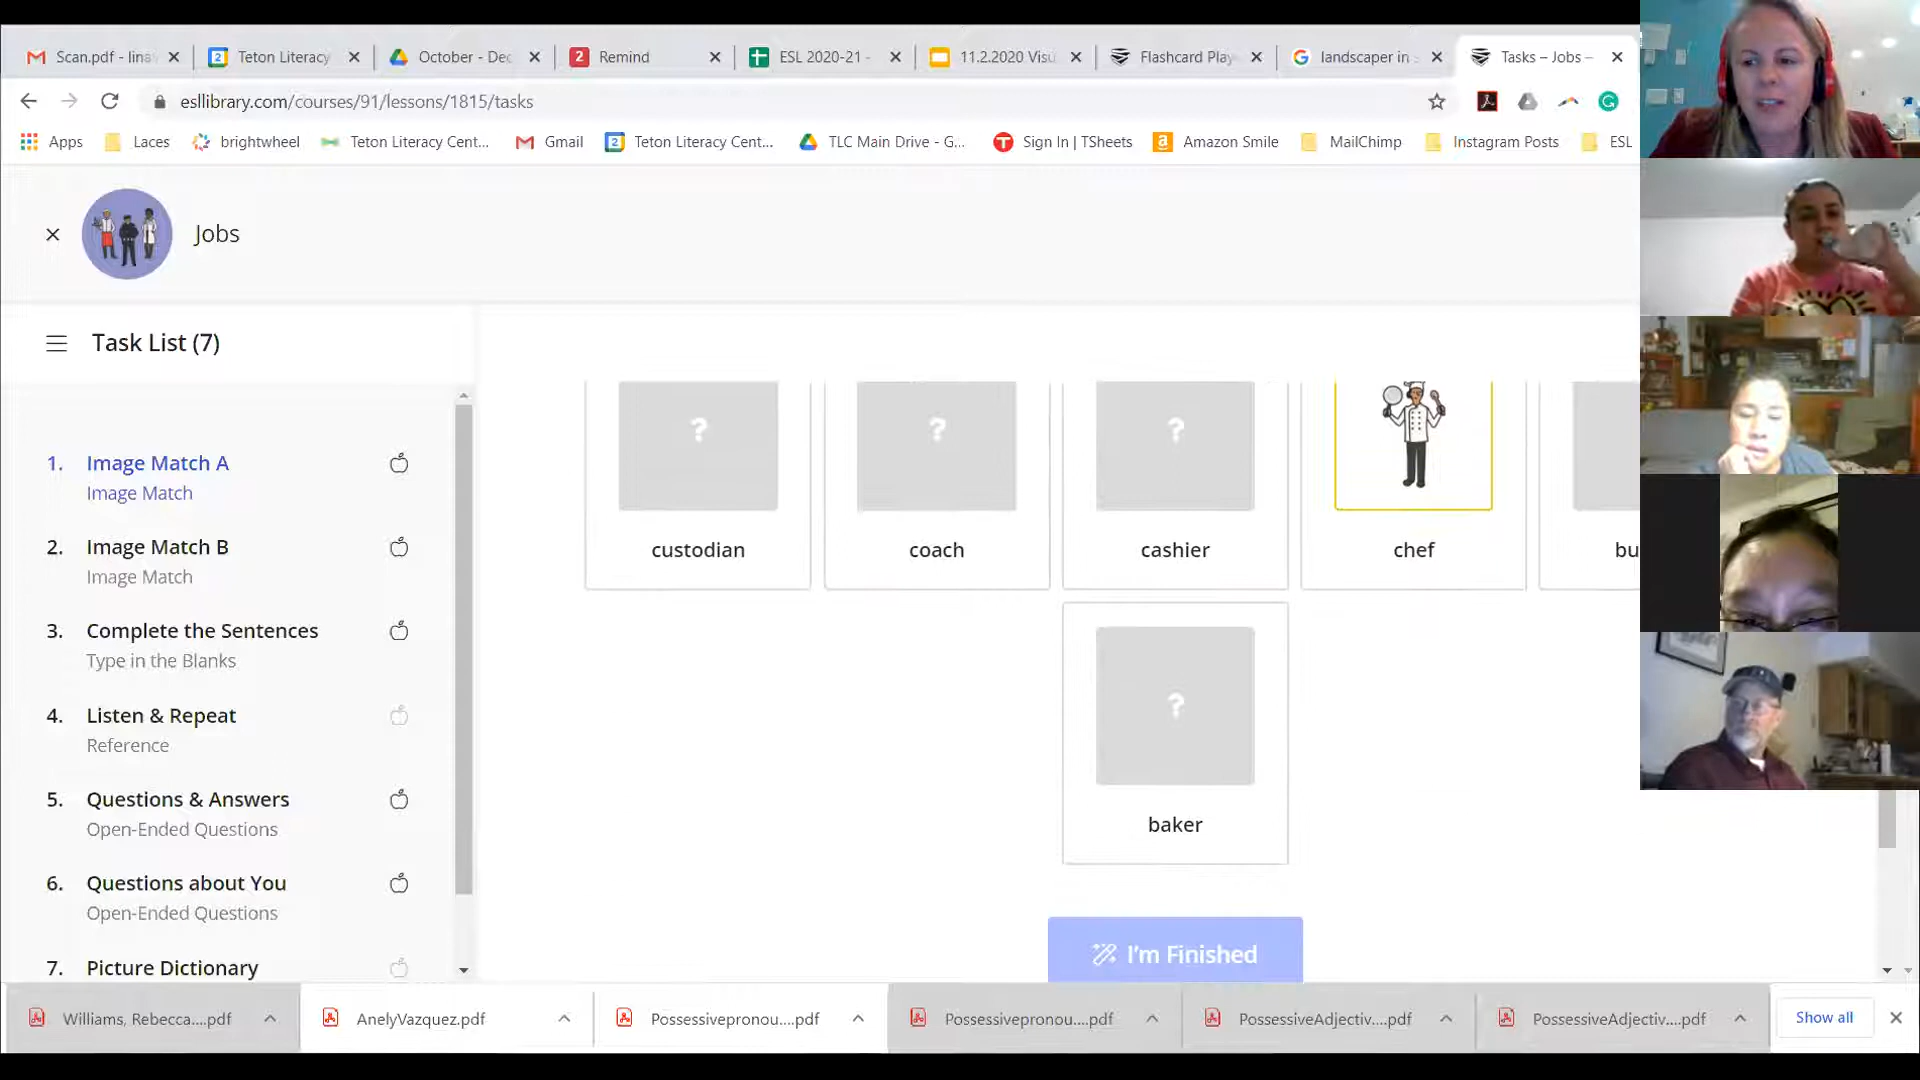 Scan.pdf - lina
Teton Literacy
October - Dec
2 Remind
ESL 2020-21 -
11.2.2020 Visu
Flashcard Play
landscaper in
Tasks – Jobs –
esllibrary.com/courses/91/lessons/1815/tasks
Apps
Laces
brightwheel
Teton Literacy Cent...
Gmail
Teton Literacy Cent...
TLC Main Drive - G...
Sign In | TSheets
Amazon Smile
MailChimp
Instagram Posts
ESL
Jobs
Task List (7)
1. Image Match A
Image Match
2. Image Match B
Image Match
3. Complete the Sentences
Type in the Blanks
4. Listen & Repeat
Reference
5. Questions & Answers
Open-Ended Questions
6. Questions about You
Open-Ended Questions
7. Picture Dictionary
? ? ?
custodian
coach
cashier
chef
bu
?
baker
I'm Finished
Williams, Rebecca....pdf
AnelyVazquez.pdf
Possessivepronou....pdf
Possessivepronou....pdf
PossessiveAdjectiv....pdf
PossessiveAdjectiv....pdf
Show all